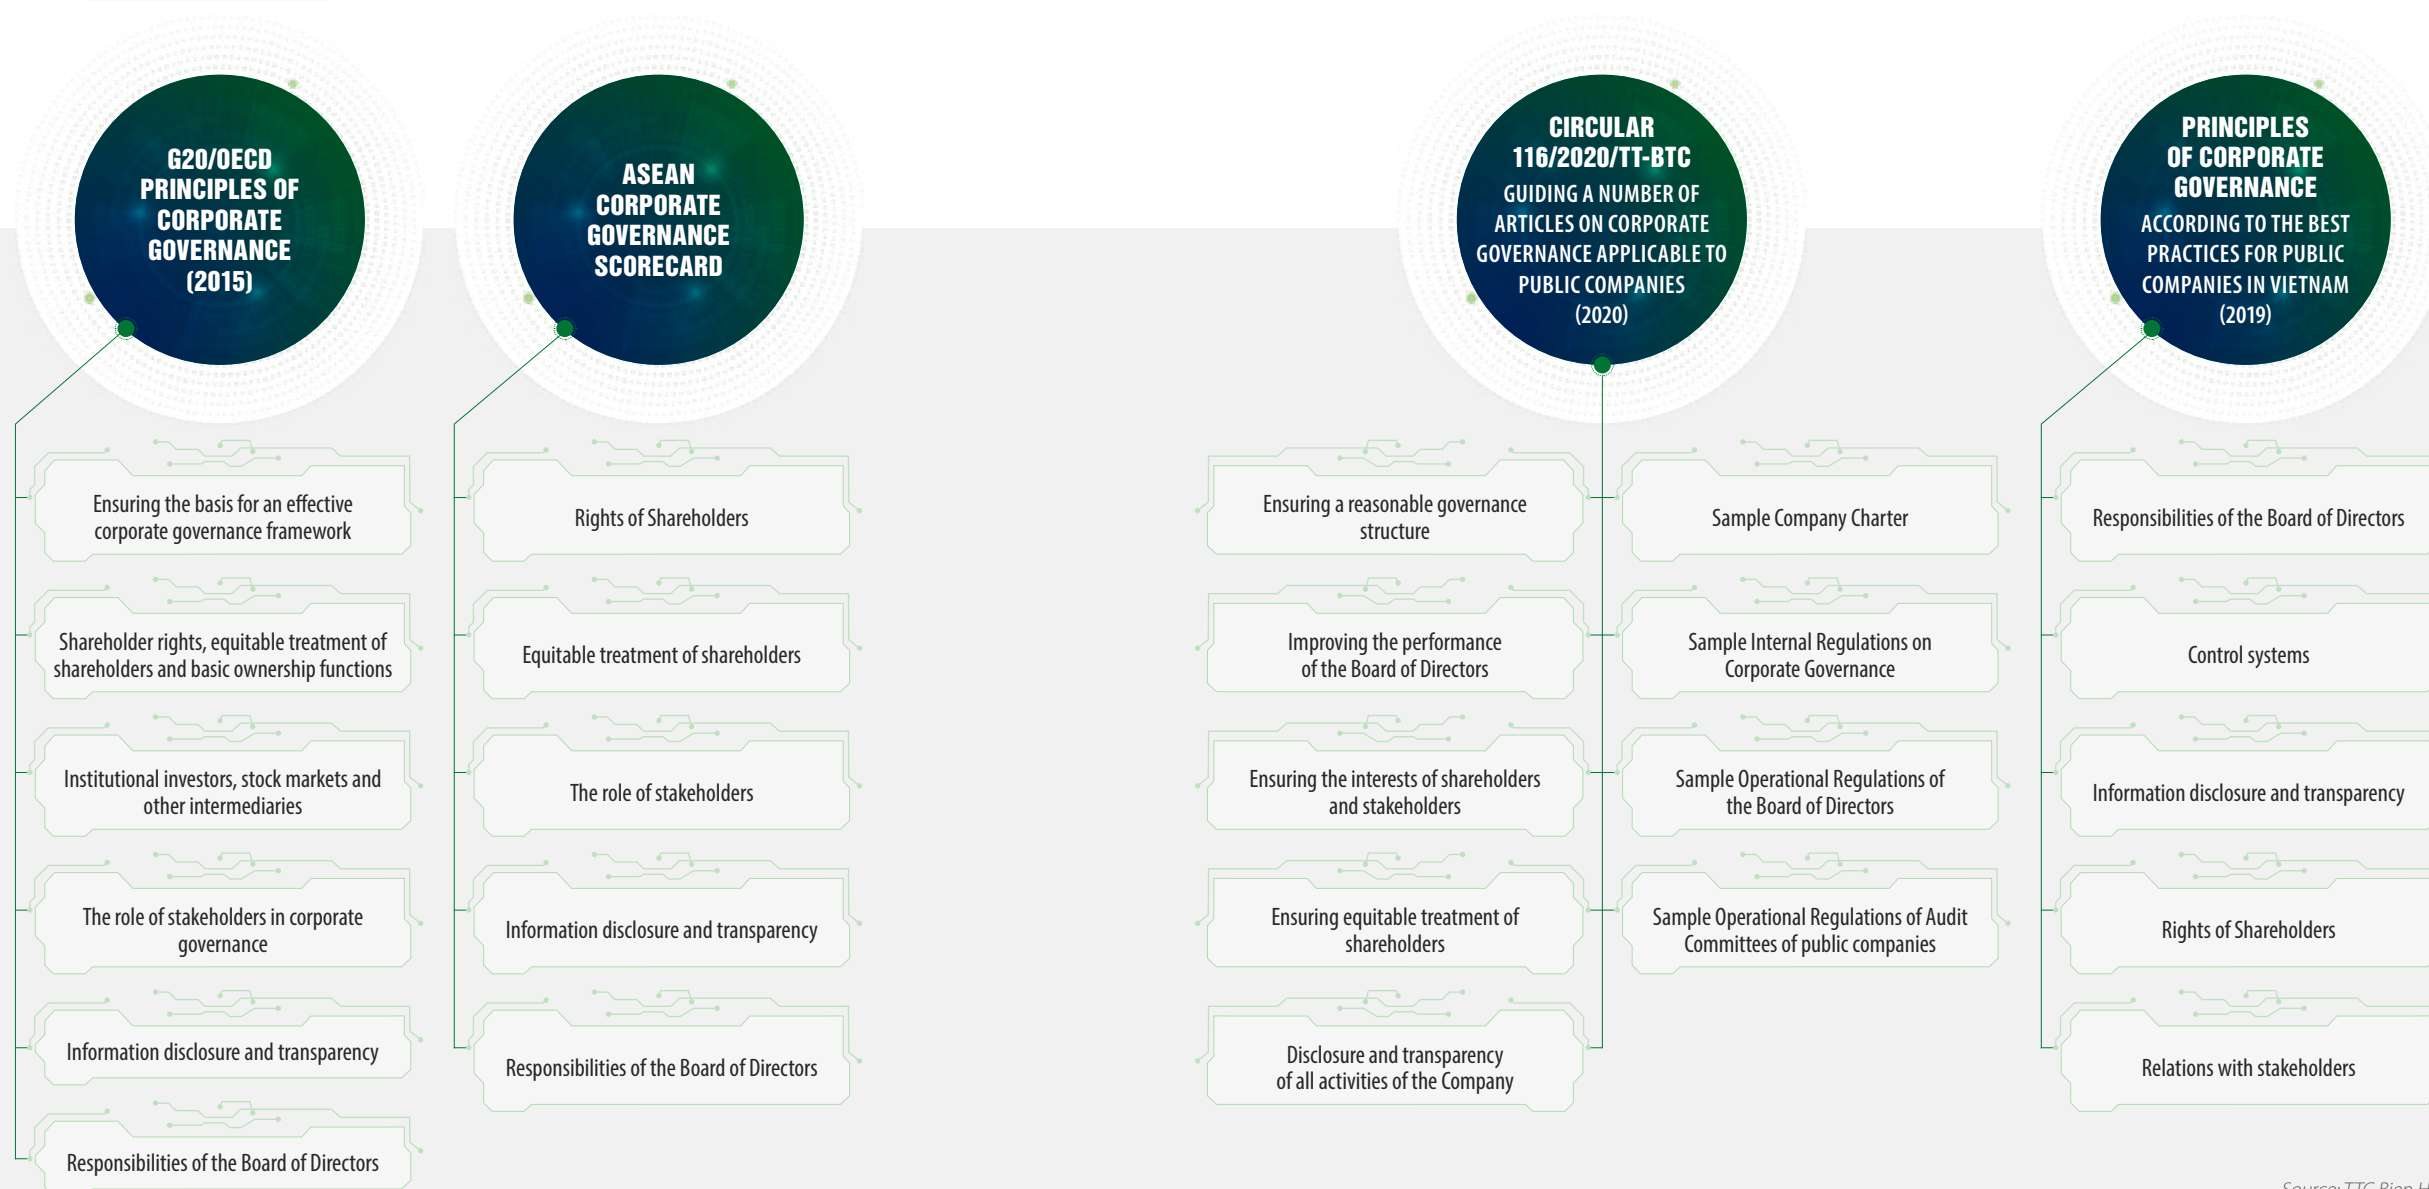 G20/OECD
PRINCIPLES OF
CORPORATE
GOVERNANCE
(2015)
Ensuring the basis for an effective
corporate governance framework
Shareholder rights, equitable treatment of
shareholders and basic ownership functions
Institutional investors, stock markets and
other intermediaries
The role of stakeholders in corporate
governance
Information disclosure and transparency
Responsibilities of the Board of Directors
ASEAN
CORPORATE
GOVERNANCE
SCORECARD
Rights of Shareholders
Equitable treatment of shareholders
The role of stakeholders
Information disclosure and transparency
Responsibilities of the Board of Directors
CIRCULAR
116/2020/TT-BTC
GUIDING A NUMBER OF
ARTICLES ON CORPORATE
GOVERNANCE APPLICABLE TO
PUBLIC COMPANIES
(2020)
Ensuring a reasonable governance
structure
Improving the performance
of the Board of Directors
Ensuring the interests of shareholders
and stakeholders
Ensuring equitable treatment of
shareholders
Disclosure and transparency
of all activities of the Company
Sample Company Charter
Sample Internal Regulations on
Corporate Governance
Sample Operational Regulations of
the Board of Directors
Sample Operational Regulations of Audit
Committees of public companies
PRINCIPLES
OF CORPORATE
GOVERNANCE
ACCORDING TO THE BEST
PRACTICES FOR PUBLIC
COMPANIES IN VIETNAM
(2019)
Responsibilities of the Board of Directors
Control systems
Information disclosure and transparency
Rights of Shareholders
Relations with stakeholders
Source: TTC Bien